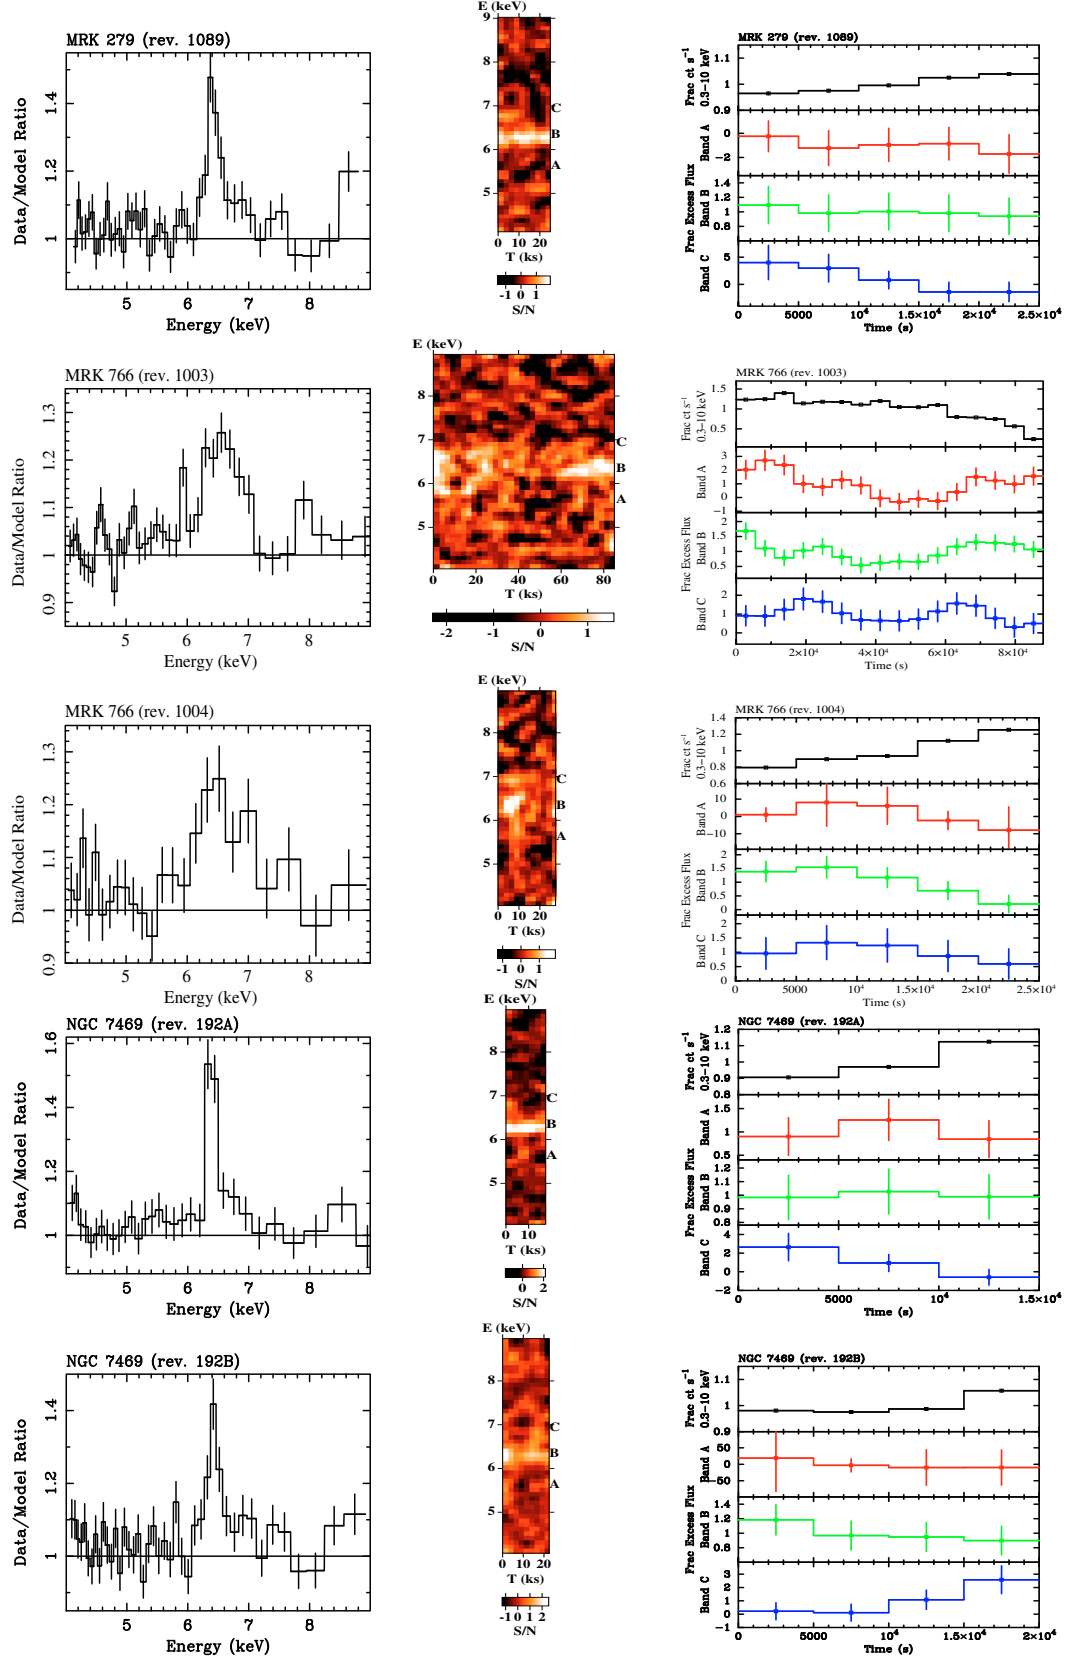 MRK 279 (rev. 1089)
Data/Model Ratio
1 1.2 1.4
5 6 7 8
Energy (keV)
E (keV)
9
8
7
6
5
C
B
A
0 10 20
T (ks)
-1 0 1
S/N
MRK 279 (rev. 1089)
Frac ct s⁻¹
0.3-10 keV
1.1
0.9
Band A
0
-2
Frac Excess Flux
Band B
1.4
1.2
1
0.8
Band C
5
0
0 5000 10⁴ 1.5×10⁴ 2×10⁴ 2.5×10⁴
Time (s)
MRK 766 (rev. 1003)
Data/Model Ratio
0.9 1 1.1 1.2 1.3
5 6 7 8
Energy (keV)
E (keV)
8
7
6
5
C
B
A
0 20 40 60 80
T (ks)
-2 -1 0 1
S/N
MRK 766 (rev. 1003)
Frac ct s⁻¹
0.3-10 keV
1.5
1
0.5
Band A
3
2
1
0
-1
Frac Excess Flux
Band B
2
1.5
1
0.5
Band C
2
1
0
0 2×10⁴ 4×10⁴ 6×10⁴ 8×10⁴
Time (s)
MRK 766 (rev. 1004)
Data/Model Ratio
0.9 1 1.1 1.2 1.3
5 6 7 8
Energy (keV)
E (keV)
8
7
6
5
C
B
A
0 10 20
T (ks)
-1 0 1
S/N
MRK 766 (rev. 1004)
Frac ct s⁻¹
0.3-10 keV
1.4
1.2
1
0.8
0.6
Band A
10
0
-10
Frac Excess Flux
Band B
2
1.5
1
0.5
0
Band C
2
1.5
1
0.5
0
0 5000 10⁴ 1.5×10⁴ 2×10⁴ 2.5×10⁴
Time (s)
NGC 7469 (rev. 192A)
Data/Model Ratio
1 1.2 1.4 1.6
5 6 7 8
Energy (keV)
E (keV)
8
7
6
5
C
B
A
0 10
T (ks)
0 2
S/N
NGC 7469 (rev. 192A)
Frac ct s⁻¹
0.3-10 keV
1.2
1.1
1
0.9
0.8
Band A
1.5
1
0.5
Frac Excess Flux
Band B
1.2
1.1
1
0.9
0.8
Band C
4
2
0
-2
0 5000 10⁴ 1.5×10⁴
Time (s)
NGC 7469 (rev. 192B)
Data/Model Ratio
1 1.2 1.4
5 6 7 8
Energy (keV)
E (keV)
8
7
6
5
C
B
A
0 10 20
T (ks)
-1 0 1 2
S/N
NGC 7469 (rev. 192B)
Frac ct s⁻¹
0.3-10 keV
1.1
1
0.9
Band A
50
0
-50
Frac Excess Flux
Band B
1.4
1.2
1
0.8
Band C
3
2
1
0
-1
0 5000 10⁴ 1.5×10⁴ 2×10⁴
Time (s)